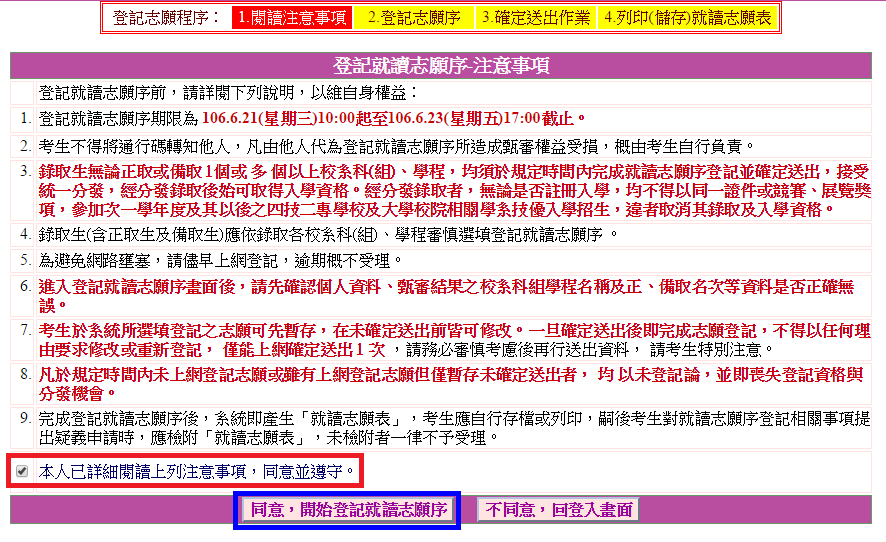 登記志願程序： 1.閱讀注意事項 2.登記志願序 3.確定送出作業 4.列印(儲存)就讀志願表
登記就讀志願序-注意事項
登記就讀志願序前，請詳閱下列說明，以維自身權益：
1. 登記就讀志願序期限為 106.6.21(星期三)10:00起至106.6.23(星期五)17:00截止。
2. 考生不得將通行碼轉知他人，凡由他人代為登記就讀志願序所造成甄審權益受損，概由考生自行負責。
3. 錄取生無論正取或備取 1個或 多 個以上校系科(組)、學程，均須於規定時間內完成就讀志願序登記並確定送出，接受
統一分發，經分發錄取後始可取得入學資格。經分發錄取者，無論是否註冊入學，均不得以同一證件或競賽、展覽獎
項，參加次一學年度及其以後之四技二專學校及大學校院相關學系技優入學招生，違者取消其錄取及入學資格。
4. 錄取生(含正取生及備取生)應依錄取各校系科(組)、學程審慎選填登記就讀志願序 。
5. 為避免網路壅塞，請儘早上網登記，逾期概不受理。
6. 進入登記就讀志願序畫面後，請先確認個人資料、甄審結果之校系科組學程名稱及正、備取名次等資料是否正確無
誤。
7. 考生於系統所選填登記之志願可先暫存，在未確定送出前皆可修改。一旦確定送出後即完成志願登記，不得以任何理
由要求修改或重新登記， 僅能上網確定送出 1 次 ，請務必審慎考慮後再行送出資料， 請考生特別注意。
8. 凡於規定時間內未上網登記志願或雖有上網登記志願但僅暫存未確定送出者， 均 以未登記論，並即喪失登記資格與
分發機會。
9. 完成登記就讀志願序後，系統即產生「就讀志願表」，考生應自行存檔或列印，嗣後考生對就讀志願序登記相關事項提
出疑義申請時，應檢附「就讀志願表」，未檢附者一律不予受理。
本人已詳細閱讀上列注意事項，同意並遵守。
同意，開始登記就讀志願序 不同意，回登入畫面